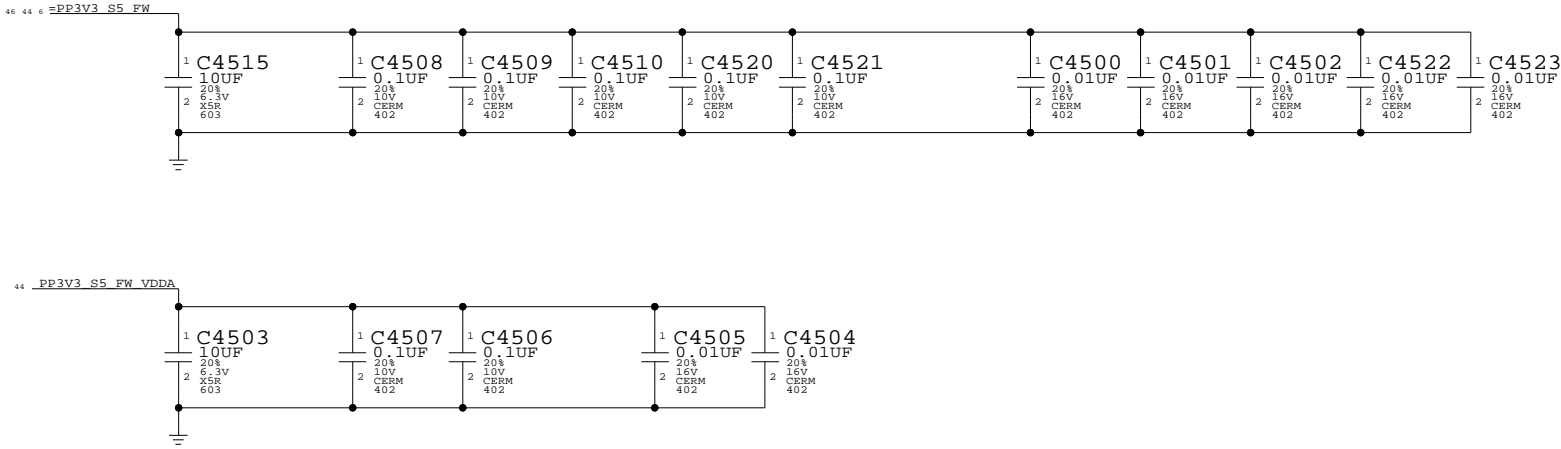 46 44 6 =PP3V3_S5_FW
1 C4515
10UF
20%
6.3V
2 X5R
603
1 C4508
0.1UF
20%
10V
2 CERM
402
1 C4509
0.1UF
20%
10V
2 CERM
402
1 C4510
0.1UF
20%
10V
2 CERM
402
1 C4520
0.1UF
20%
10V
2 CERM
402
1 C4521
0.1UF
20%
10V
2 CERM
402
1 C4500
0.01UF
20%
16V
2 CERM
402
1 C4501
0.01UF
20%
16V
2 CERM
402
1 C4502
0.01UF
20%
16V
2 CERM
402
1 C4522
0.01UF
20%
16V
2 CERM
402
1 C4523
0.01UF
20%
16V
2 CERM
402
44 PP3V3_S5_FW_VDDA
1 C4503
10UF
20%
6.3V
2 X5R
603
1 C4507
0.1UF
20%
10V
2 CERM
402
1 C4506
0.1UF
20%
10V
2 CERM
402
1 C4505
0.01UF
20%
16V
2 CERM
402
1 C4504
0.01UF
20%
16V
2 CERM
402